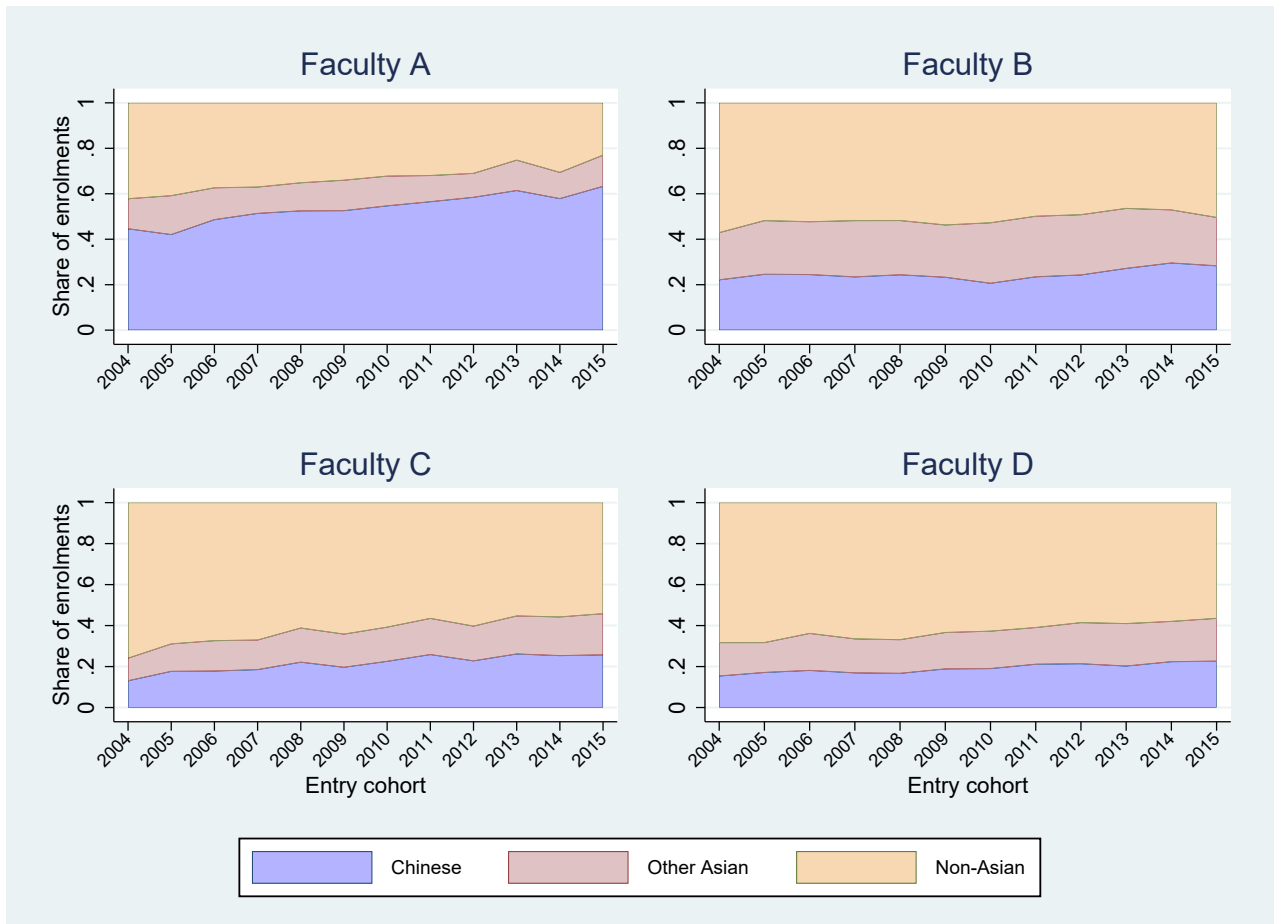 Faculty A
Share of enrolments
1
.8
.6
.4
.2
0
2004 2005 2006 2007 2008 2009 2010 2011 2012 2013 2014 2015
Faculty B
1
.8
.6
.4
.2
0
2004 2005 2006 2007 2008 2009 2010 2011 2012 2013 2014 2015
Faculty C
Share of enrolments
1
.8
.6
.4
.2
0
2004 2005 2006 2007 2008 2009 2010 2011 2012 2013 2014 2015
Entry cohort
Faculty D
1
.8
.6
.4
.2
0
2004 2005 2006 2007 2008 2009 2010 2011 2012 2013 2014 2015
Entry cohort
Chinese Other Asian Non-Asian